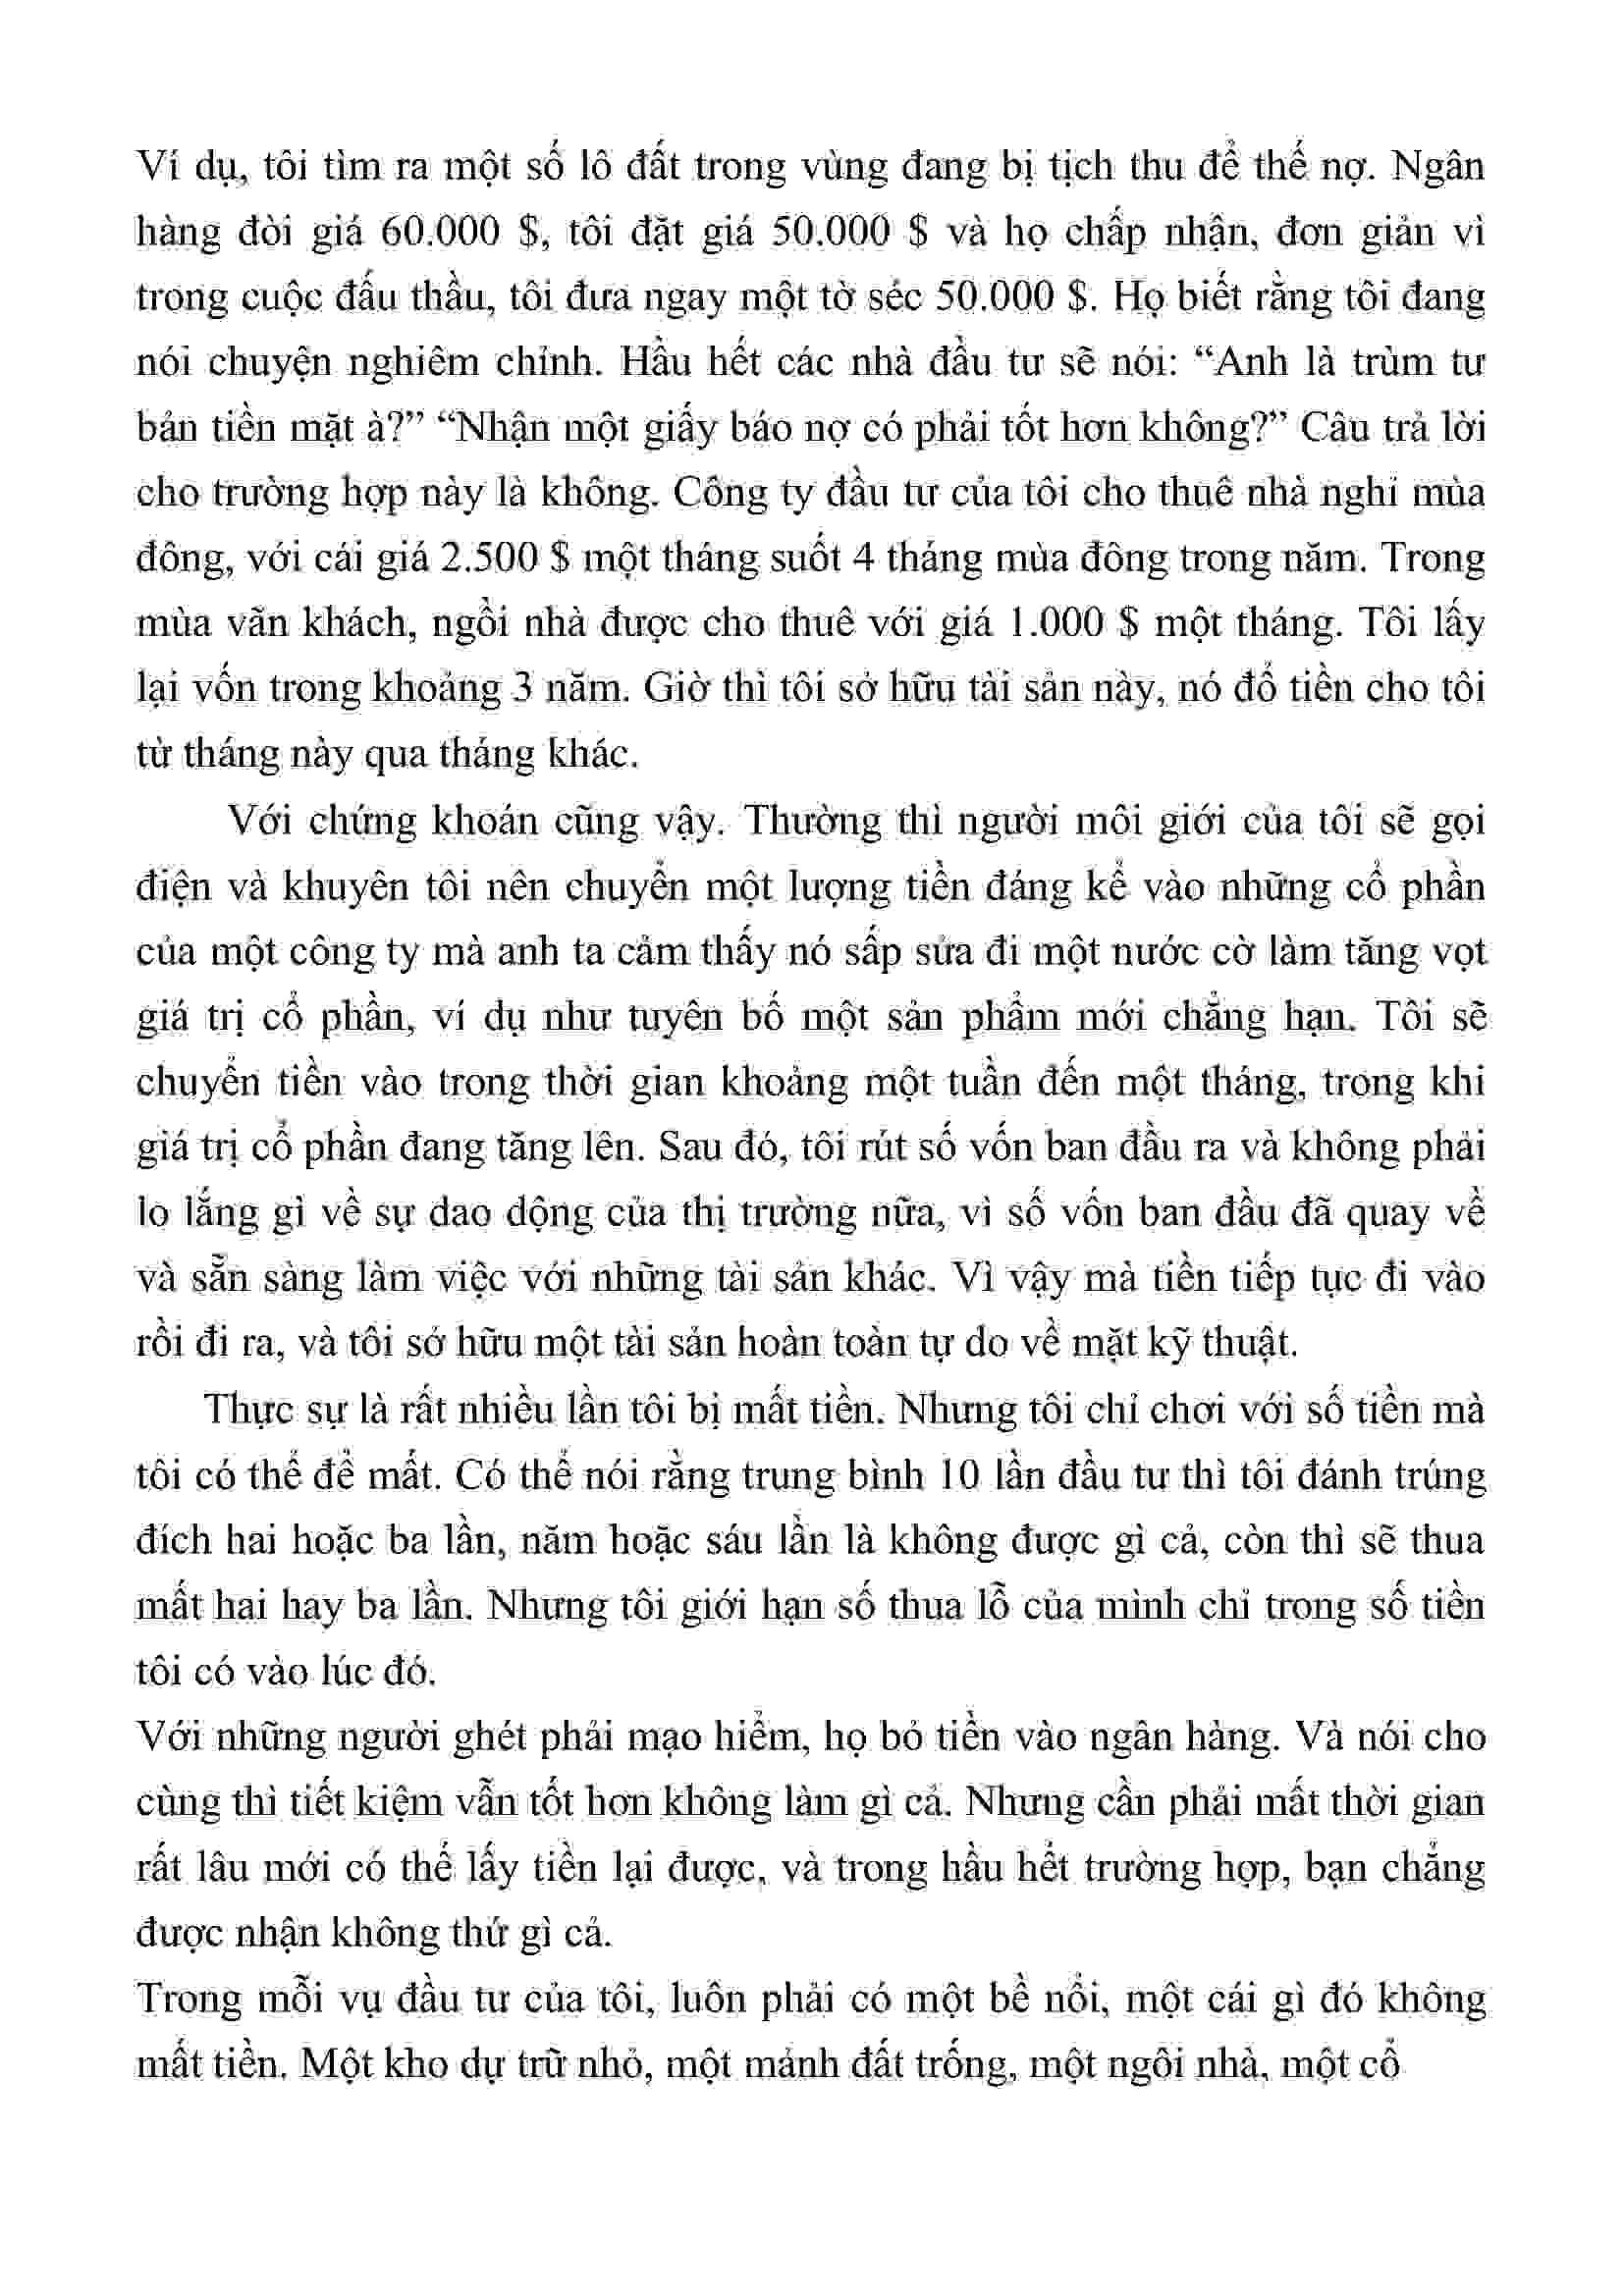 Ví dụ, tôi tìm ra một số lô đất trong vùng đang bị tịch thu để thế nợ. Ngân
hàng đòi giá 60.000 $, tôi đặt giá 50.000 $ và họ chấp nhận, đơn giản vì
trong cuộc đấu thầu, tôi đưa ngay một tờ séc 50.000 $. Họ biết rằng tôi đang
nói chuyện nghiêm chỉnh. Hầu hết các nhà đầu tư sẽ nói: “Anh là trùm tư
bản tiền mặt à?” “Nhận một giấy báo nợ có phải tốt hơn không?” Câu trả lời
cho trường hợp này là không. Công ty đầu tư của tôi cho thuê nhà nghỉ mùa
đông, với cái giá 2.500 $ một tháng suốt 4 tháng mùa đông trong năm. Trong
mùa vãn khách, ngồi nhà được cho thuê với giá 1.000 $ một tháng. Tôi lấy
lại vốn trong khoảng 3 năm. Giờ thì tôi sở hữu tài sản này, nó đổ tiền cho tôi
từ tháng này qua tháng khác.
Với chứng khoán cũng vậy. Thường thì người môi giới của tôi sẽ gọi
điện và khuyên tôi nên chuyển một lượng tiền đáng kể vào những cổ phần
của một công ty mà anh ta cảm thấy nó sắp sửa đi một nước cờ làm tăng vọt
giá trị cổ phần, ví dụ như tuyên bố một sản phẩm mới chẳng hạn. Tôi sẽ
chuyển tiền vào trong thời gian khoảng một tuần đến một tháng, trong khi
giá trị cổ phần đang tăng lên. Sau đó, tôi rút số vốn ban đầu ra và không phải
lo lắng gì về sự dao động của thị trường nữa, vì số vốn ban đầu đã quay về
và sẵn sàng làm việc với những tài sản khác. Vì vậy mà tiền tiếp tục đi vào
rồi đi ra, và tôi sở hữu một tài sản hoàn toàn tự do về mặt kỹ thuật.
Thực sự là rất nhiều lần tôi bị mất tiền. Nhưng tôi chỉ chơi với số tiền mà
tôi có thể để mất. Có thể nói rằng trung bình 10 lần đầu tư thì tôi đánh trúng
đích hai hoặc ba lần, năm hoặc sáu lần là không được gì cả, còn thì sẽ thua
mất hai hay ba lần. Nhưng tôi giới hạn số thua lỗ của mình chỉ trong số tiền
tôi có vào lúc đó.
Với những người ghét phải mạo hiểm, họ bỏ tiền vào ngân hàng. Và nói cho
cùng thì tiết kiệm vẫn tốt hơn không làm gì cả. Nhưng cần phải mất thời gian
rất lâu mới có thể lấy tiền lại được, và trong hầu hết trường hợp, bạn chẳng
được nhận không thứ gì cả.
Trong mỗi vụ đầu tư của tôi, luôn phải có một bề nổi, một cái gì đó không
mất tiền. Một kho dự trữ nhỏ, một mảnh đất trống, một ngôi nhà, một cổ